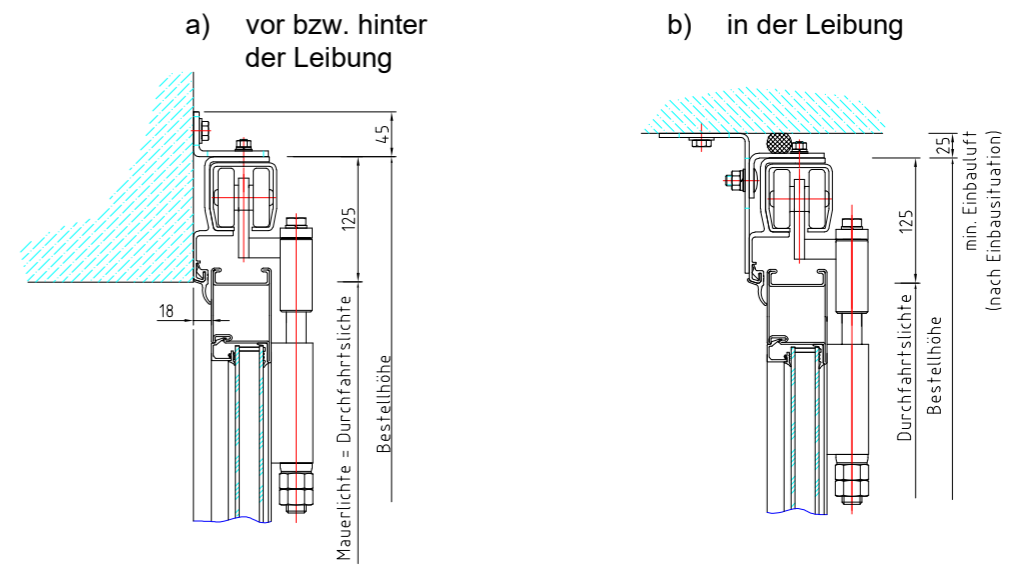 a) vor bzw. hinter
der Leibung
45
125
18
Mauerlichte = Durchfahrtslichte
Bestellhöhe
b) in der Leibung
25
125
Durchfahrtslichte
Bestellhöhe
min. Einbauluft
(nach Einbausituation)